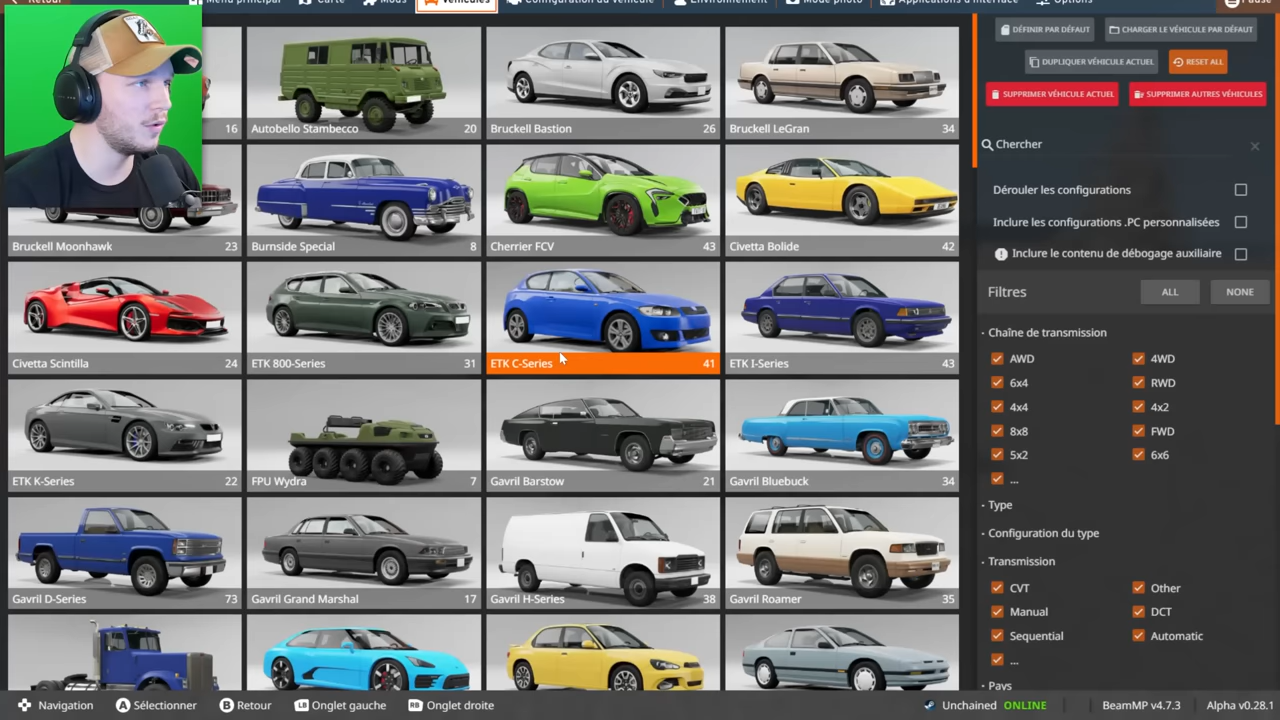 Retour
Menu principal
Carte
Mods
Véhicules
Configuration du véhicule
Environnement
Mode photo
Applications d'interface
Options
Pause
16
Autobello Stambecco 20
Bruckell Bastion 26
Bruckell LeGran 34
Bruckell Moonhawk 23
Burnside Special 8
Cherrier FCV 43
Civetta Bolide 42
Civetta Scintilla 24
ETK 800-Series 31
ETK C-Series 41
ETK I-Series 43
ETK K-Series 22
FPU Wydra 7
Gavril Barstow 21
Gavril Bluebuck 34
Gavril D-Series 73
Gavril Grand Marshal 17
Gavril H-Series 38
Gavril Roamer 35
DÉFINIR PAR DÉFAUT
CHARGER LE VÉHICULE PAR DÉFAUT
DUPLIQUER VÉHICULE ACTUEL
RESET ALL
SUPPRIMER VÉHICULE ACTUEL
SUPPRIMER AUTRES VÉHICULES
Chercher
Dérouler les configurations
Inclure les configurations .PC personnalisées
Inclure le contenu de débogage auxiliaire
Filtres
ALL
NONE
- Chaîne de transmission
AWD
4WD
6x4
RWD
4x4
4x2
8x8
FWD
5x2
6x6
...
- Type
- Configuration du type
- Transmission
CVT
Other
Manual
DCT
Sequential
Automatic
...
- Pays
Navigation
A Sélectionner
B Retour
LB Onglet gauche
RB Onglet droite
Unchained ONLINE
BeamMP v4.7.3
Alpha v0.28.1